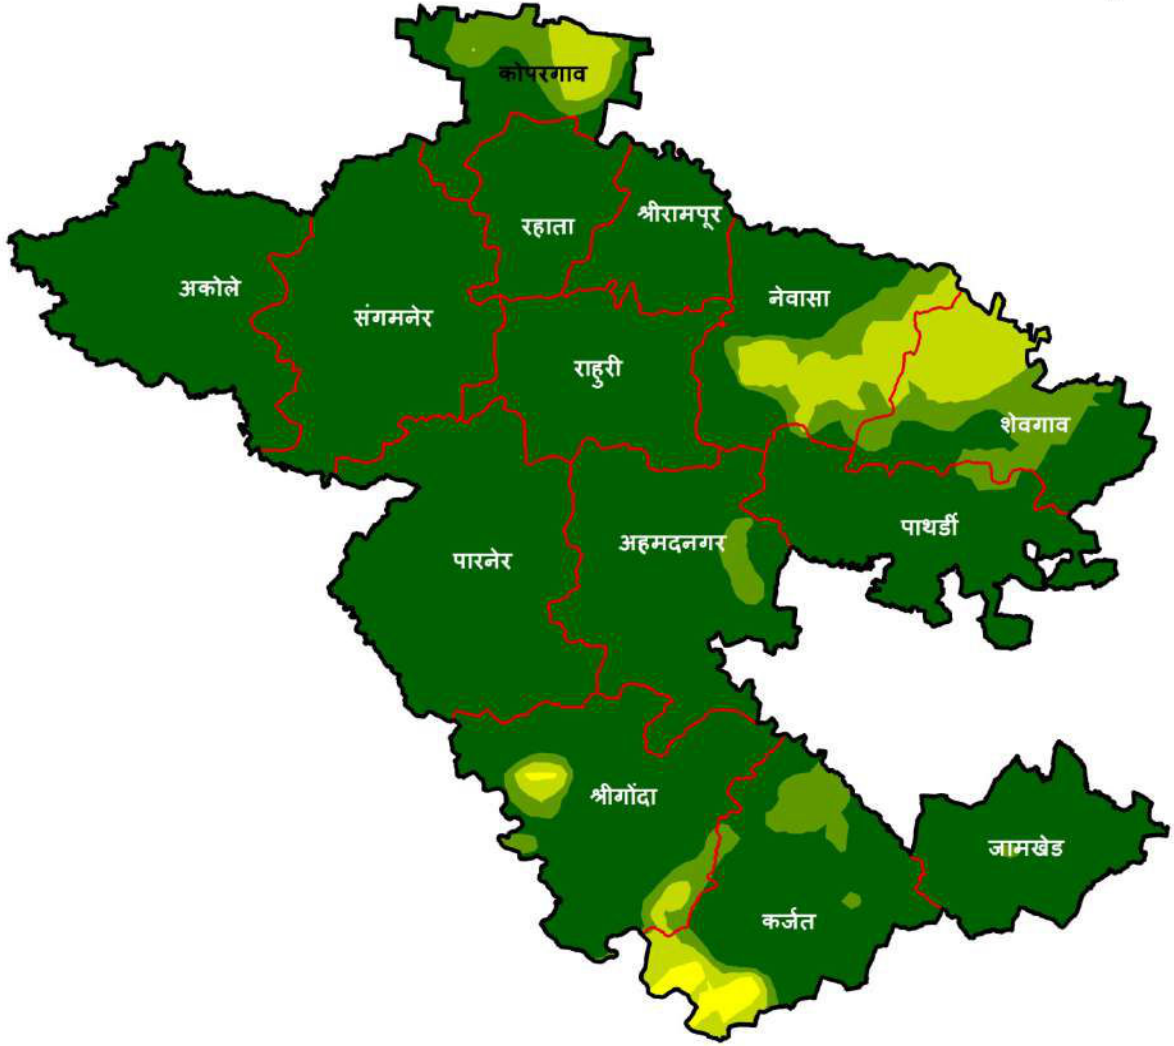 कोपरगाव
श्रीरामपूर
रहाता
अकोले
नेवासा
संगमनेर
राहुरी
शेवगाव
पाथर्डी
अहमदनगर
पारनेर
श्रीगोंदा
जामखेड
कर्जत